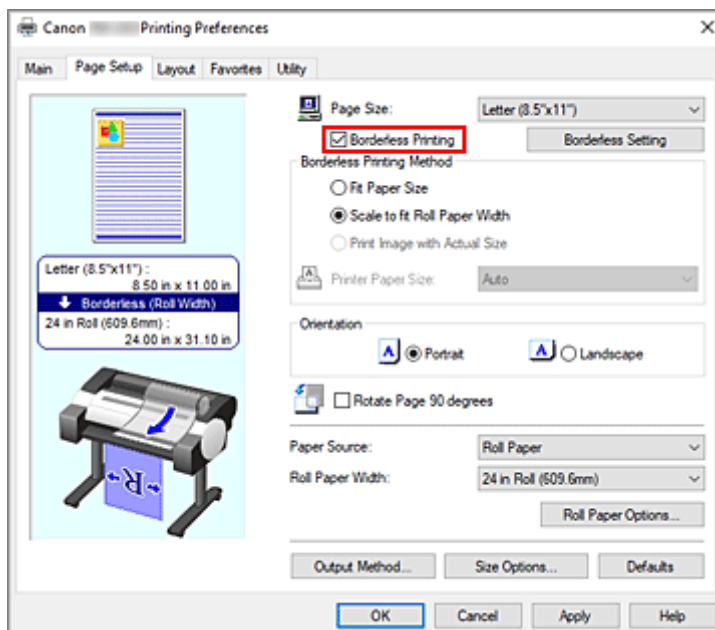 Canon Printing Preferences
Main Page Setup Layout Favorites Utility
Page Size: Letter (8.5"x11")
Borderless Printing Borderless Setting
Borderless Printing Method
Fit Paper Size
Scale to fit Roll Paper Width
Print Image with Actual Size
Printer Paper Size: Auto
Letter (8.5"x11") :
8.50 in x 11.00 in
Borderless (Roll Width)
24 in Roll (609.6mm) :
24.00 in x 31.10 in
Orientation
A Portrait A Landscape
Rotate Page 90 degrees
R
Paper Source: Roll Paper
Roll Paper Width: 24 in Roll (609.6mm)
Roll Paper Options...
Output Method... Size Options... Defaults
OK Cancel Apply Help